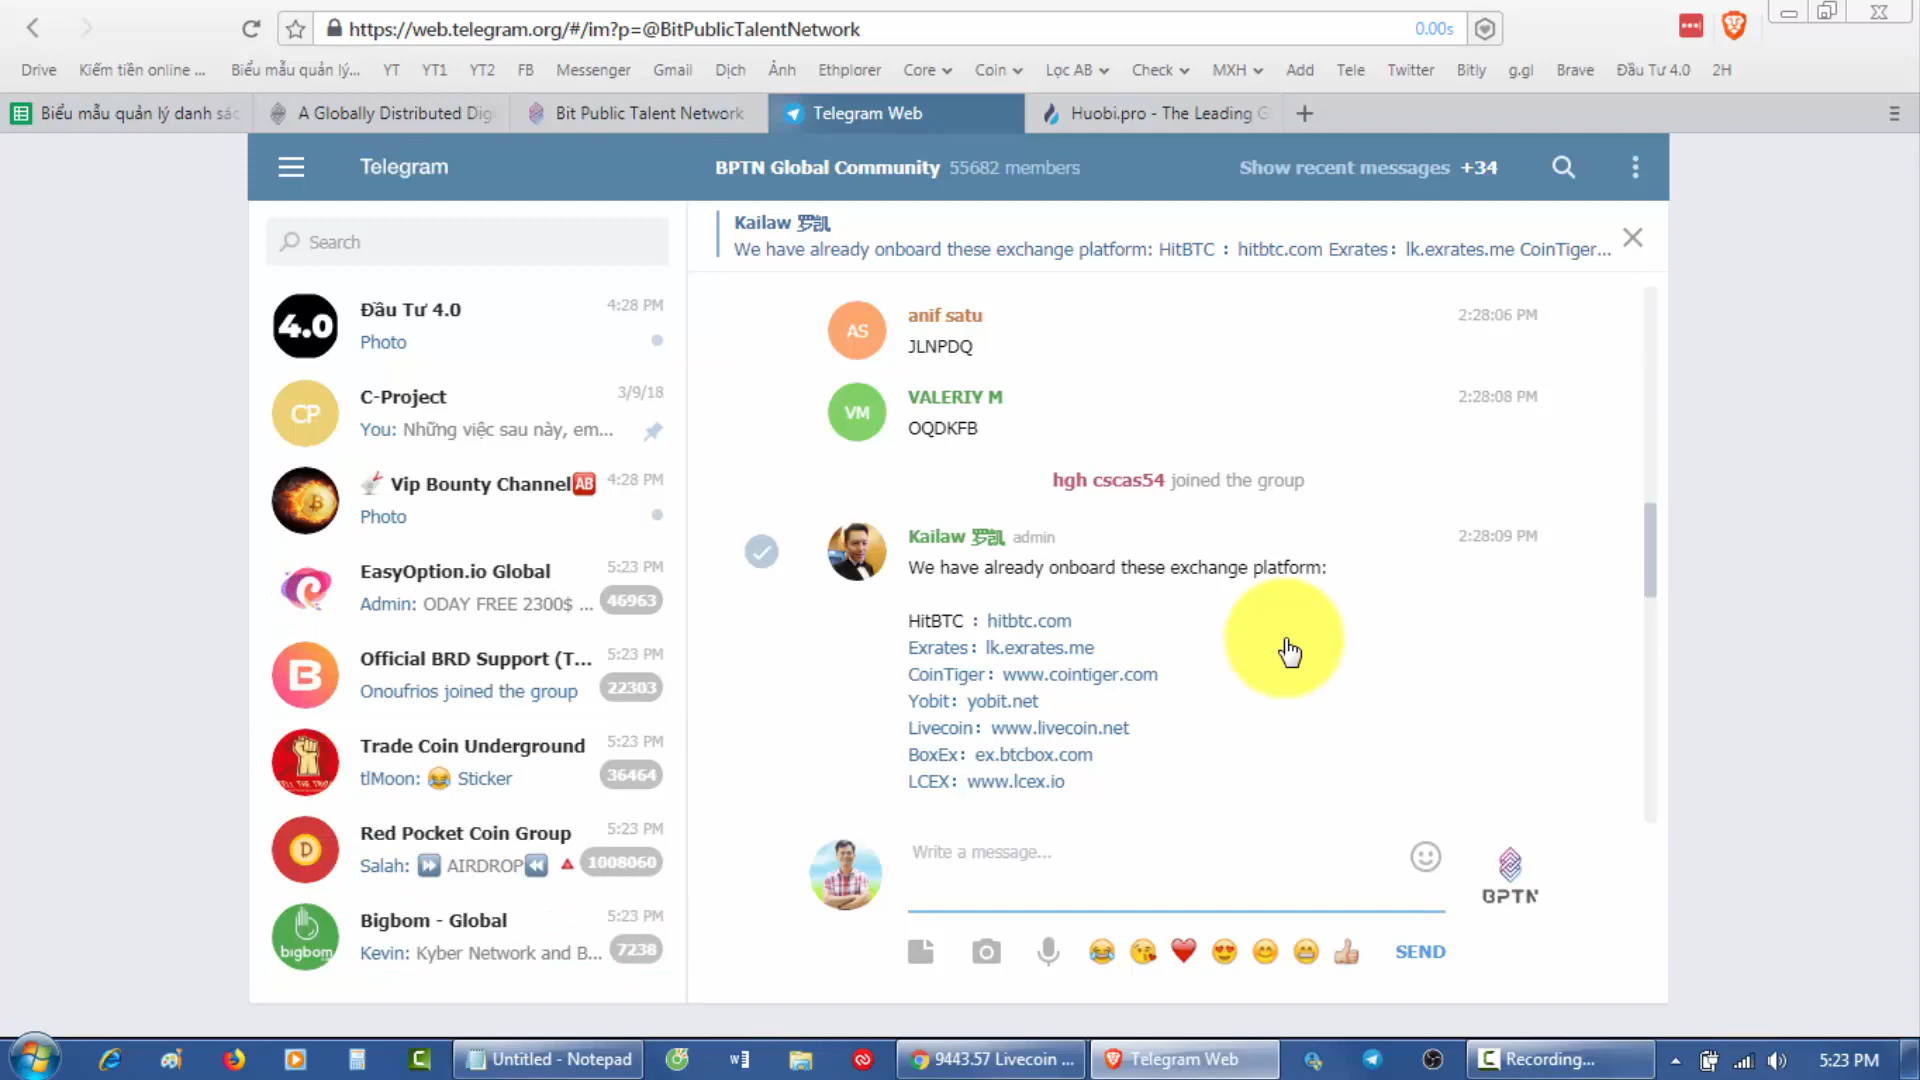 https://web.telegram.org/#/im?p=@BitPublicTalentNetwork
0.00s
Drive
Kiếm tiền online ...
Biểu mẫu quản lý...
YT
YT1
YT2
FB
Messenger
Gmail
Dịch
Ảnh
Ethplorer
Core
Coin
Lọc AB
Check
MXH
Add
Tele
Twitter
Bitly
g.gl
Brave
Đầu Tư 4.0
2H
Biểu mẫu quản lý danh sác
A Globally Distributed Dig
Bit Public Talent Network
Telegram Web
Huobi.pro - The Leading G
Telegram
BPTN Global Community 55682 members
Show recent messages +34
Search
Kailaw 罗凯
We have already onboard these exchange platform: HitBTC : hitbtc.com Exrates: lk.exrates.me CoinTiger...
Đầu Tư 4.0
4:28 PM
Photo
4.0
C-Project
3/9/18
CP
You: Những việc sau này, em...
Vip Bounty Channel AB
4:28 PM
Photo
EasyOption.io Global
5:23 PM
Admin: ODAY FREE 2300$ ...
46963
Official BRD Support (T...
5:23 PM
Onoufrios joined the group
22303
Trade Coin Underground
5:23 PM
tlMoon: 😂 Sticker
36464
Red Pocket Coin Group
5:23 PM
Salah: ⏩ AIRDROP⏪ 🔺
1008060
Bigbom - Global
5:23 PM
bigbom
Kevin: Kyber Network and B...
7238
anif satu
2:28:06 PM
AS
JLNPDQ
VALERIY M
2:28:08 PM
VM
OQDKFB
hgh cscas54 joined the group
Kailaw 罗凯 admin
2:28:09 PM
We have already onboard these exchange platform:
HitBTC : hitbtc.com
Exrates: lk.exrates.me
CoinTiger: www.cointiger.com
Yobit: yobit.net
Livecoin: www.livecoin.net
BoxEx: ex.btcbox.com
LCEX: www.lcex.io
Write a message...
BPTN
SEND
Untitled - Notepad
9443.57 Livecoin ...
Telegram Web
Recording...
5:23 PM